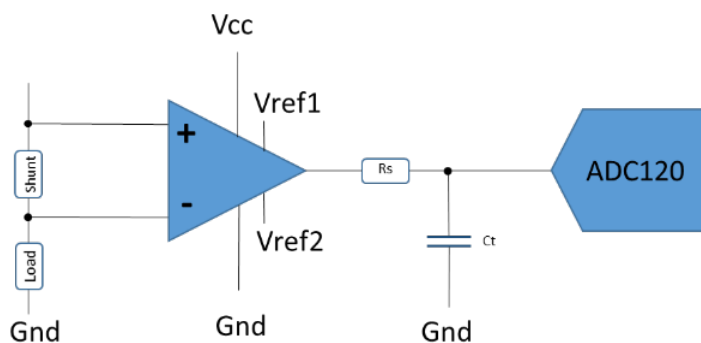 Vcc
Vref1
+
Shunt
Rs
ADC120
-
Vref2
Load
Ct
Gnd
Gnd
Gnd